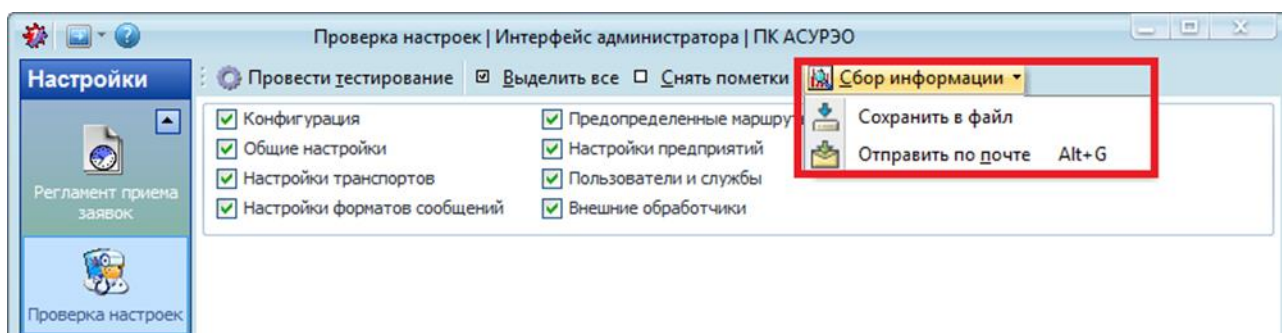 Проверка настроек | Интерфейс администратора | ПК АСУРЭО
Настройки
Провести тестирование Выделить все Снять пометки Сбор информации
Конфигурация Предопределенные Сохранить в файл
Общие настройки Настройки предприятий Отправить по почте Alt+G
Настройки транспортов Пользователи и службы
Настройки форматов сообщений Внешние обработчики
Регламент приема
заявок
Проверка настроек